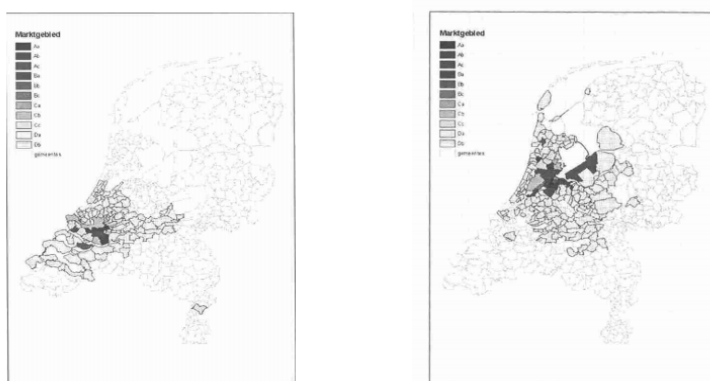 Marktgebied
Aa
Ab
Ac
Ba
Bb
Bc
Ca
Cb
Cc
Da
Db
gemeentes
Marktgebied
Aa
Ab
Ac
Ba
Bb
Bc
Ca
Cb
Cc
Da
Db
gemeentes